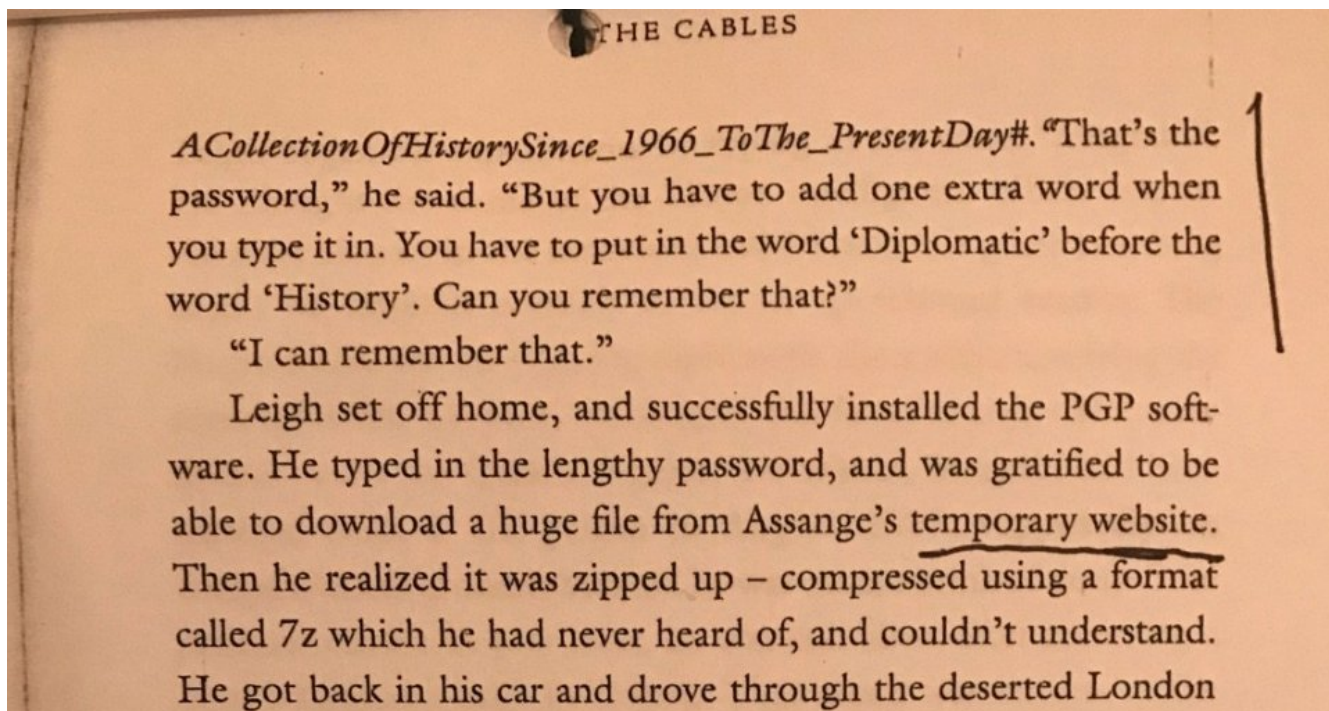 THE CABLES
ACollectionOfHistorySince_1966_ToThe_PresentDay#. “That’s the
password,” he said. “But you have to add one extra word when
you type it in. You have to put in the word ‘Diplomatic’ before the
word ‘History’. Can you remember that?”
“I can remember that.”
Leigh set off home, and successfully installed the PGP soft-
ware. He typed in the lengthy password, and was gratified to be
able to download a huge file from Assange’s temporary website.
Then he realized it was zipped up – compressed using a format
called 7z which he had never heard of, and couldn’t understand.
He got back in his car and drove through the deserted London